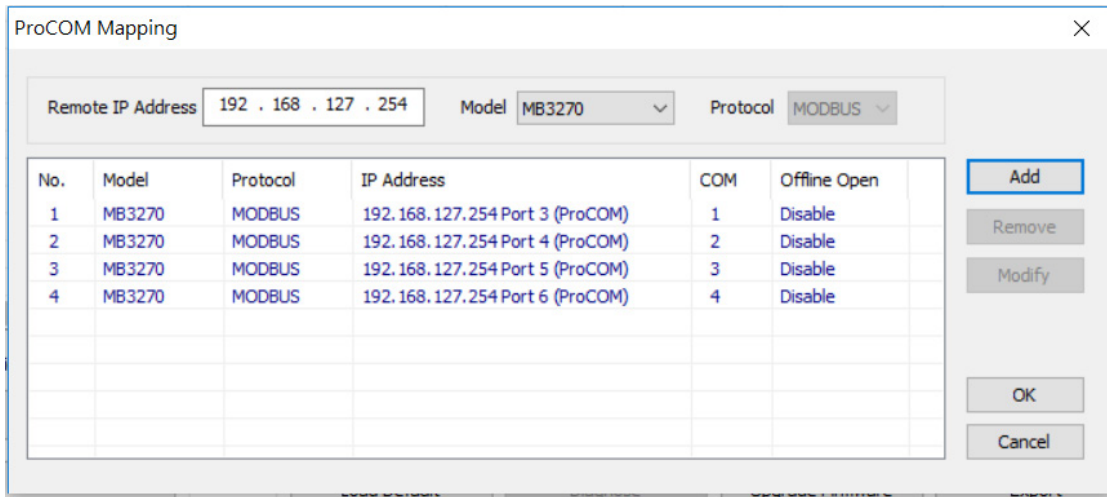 ProCOM Mapping
Remote IP Address 192 . 168 . 127 . 254 Model MB3270 Protocol MODBUS
No. Model Protocol IP Address COM Offline Open
1 MB3270 MODBUS 192.168.127.254 Port 3 (ProCOM) 1 Disable
2 MB3270 MODBUS 192.168.127.254 Port 4 (ProCOM) 2 Disable
3 MB3270 MODBUS 192.168.127.254 Port 5 (ProCOM) 3 Disable
4 MB3270 MODBUS 192.168.127.254 Port 6 (ProCOM) 4 Disable
Add
Remove
Modify
OK
Cancel